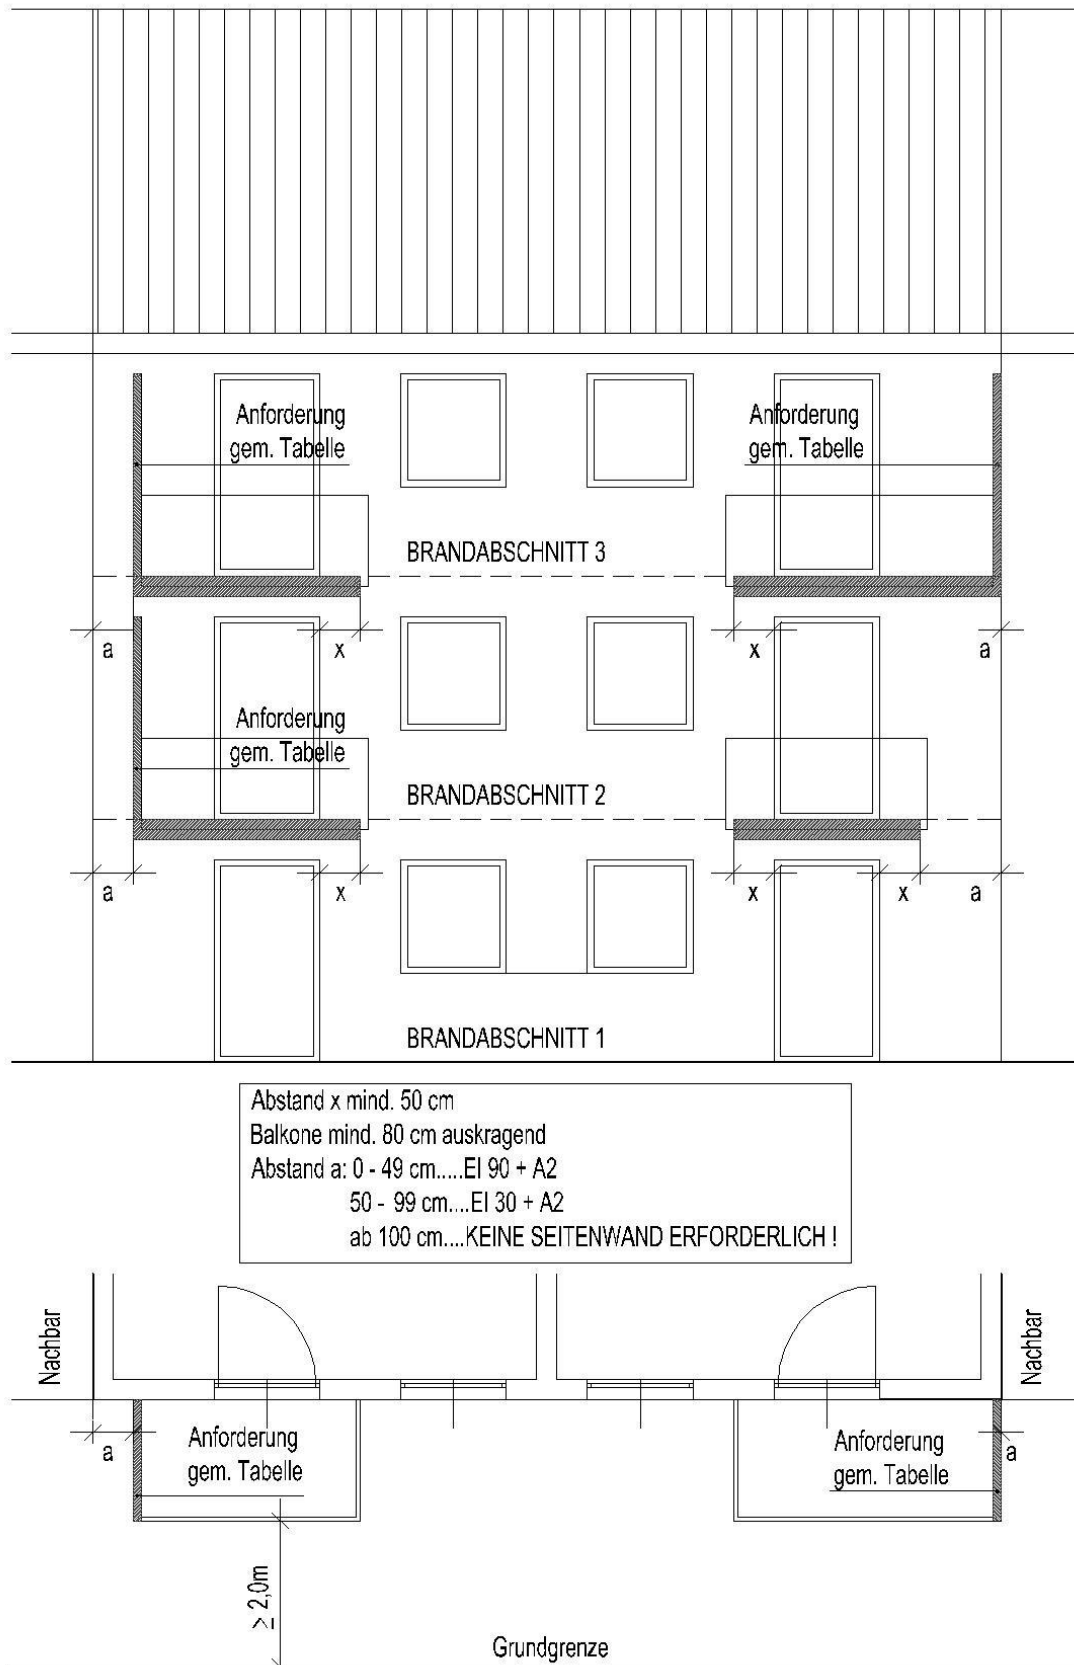 Anforderung
gem. Tabelle
Anforderung
gem. Tabelle
BRANDABSCHNITT 3
a
x
x
a
Anforderung
gem. Tabelle
BRANDABSCHNITT 2
a
x
x
x
a
BRANDABSCHNITT 1
Abstand x mind. 50 cm
Balkone mind. 80 cm auskragend
Abstand a: 0 - 49 cm.....EI 90 + A2
50 - 99 cm....EI 30 + A2
ab 100 cm....KEINE SEITENWAND ERFORDERLICH !
Nachbar
Nachbar
a
Anforderung
gem. Tabelle
Anforderung
gem. Tabelle
a
≥ 2,0m
Grundgrenze